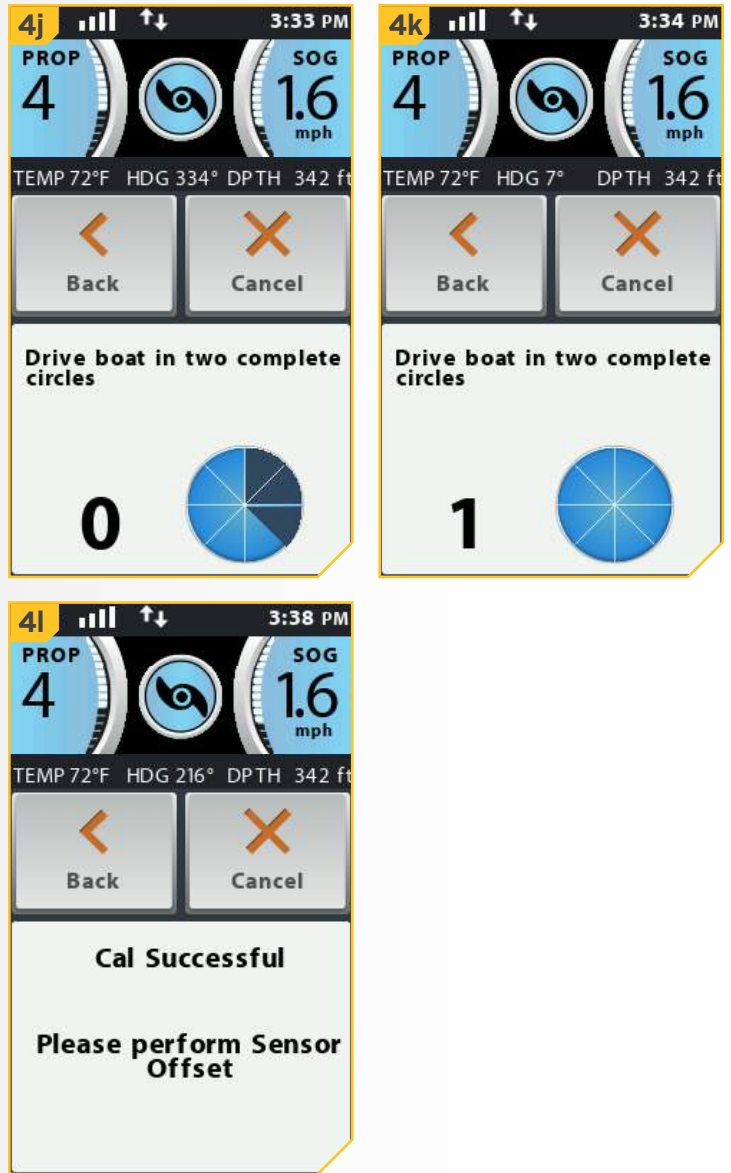 4j 3:33 PM
PROP SOG
4 1.6
mph
TEMP 72°F HDG 334° DPTH 342 ft
Back Cancel
Drive boat in two complete
circles
0
4k 3:34 PM
PROP SOG
4 1.6
mph
TEMP 72°F HDG 7° DPTH 342 ft
Back Cancel
Drive boat in two complete
circles
1
4l 3:38 PM
PROP SOG
4 1.6
mph
TEMP 72°F HDG 216° DPTH 342 ft
Back Cancel
Cal Successful
Please perform Sensor
Offset